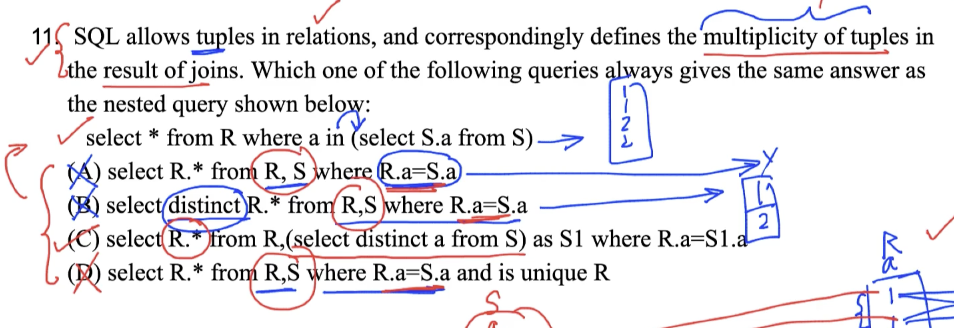 11. SQL allows tuples in relations, and correspondingly defines the multiplicity of tuples in
the result of joins. Which one of the following queries always gives the same answer as
the nested query shown below:
select * from R where a in (select S.a from S)
(A) select R.* from R, S where R.a=S.a
(B) select distinct R.* from R,S where R.a=S.a
(C) select R.* from R,(select distinct a from S) as S1 where R.a=S1.a
(D) select R.* from R,S where R.a=S.a and is unique R
1
1
2
2
X
1
2
R
a
1
S